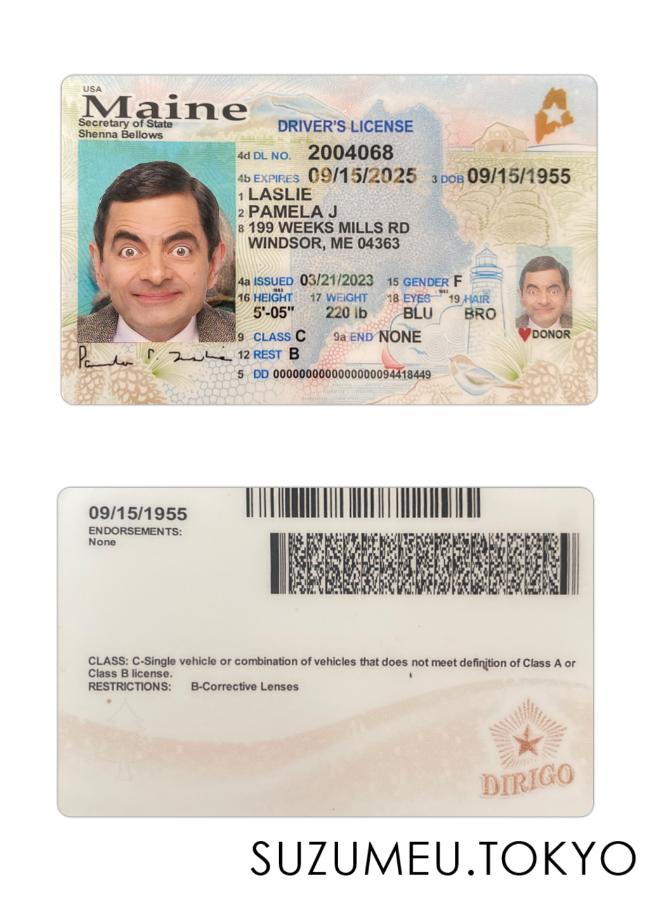 USA
Maine
Secretary of State
Shenna Bellows
DRIVER'S LICENSE
4d DL NO. 2004068
4b EXPIRES 09/15/2025 3 DOB 09/15/1955
1 LASLIE
2 PAMELA J
8 199 WEEKS MILLS RD
WINDSOR, ME 04363
4a ISSUED 03/21/2023 15 GENDER F
16 HEIGHT 17 WEIGHT 18 EYES 19 HAIR
5'-05" 220 lb BLU BRO
9 CLASS C 9a END NONE
DONOR
12 REST B
5 DD 0000000000000000094418449
09/15/1955
ENDORSEMENTS:
None
CLASS: C-Single vehicle or combination of vehicles that does not meet definition of Class A or
Class B license.
RESTRICTIONS: B-Corrective Lenses
DIRIGO
SUZUMEU.TOKYO